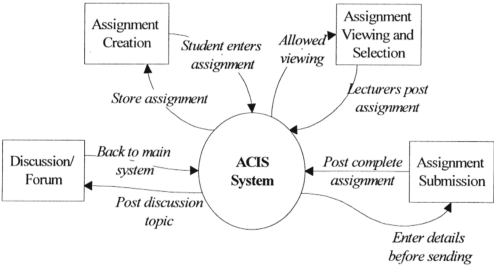 Assignment
Creation
Student enters
assignment
Allowed
viewing
Assignment
Viewing and
Selection
Store assignment
Lecturers post
assignment
Discussion/
Forum
Back to main
system
Post discussion
topic
ACIS
System
Post complete
assignment
Assignment
Submission
Enter details
before sending